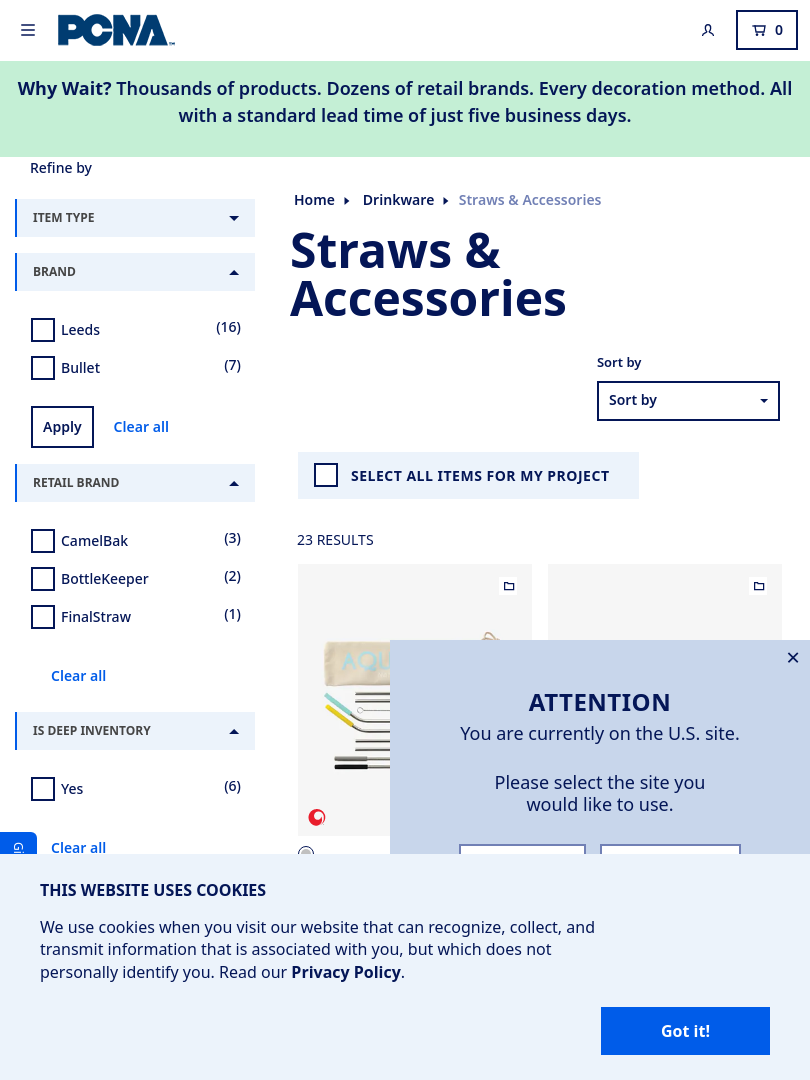 PCNA
0
Why Wait? Thousands of products. Dozens of retail brands. Every decoration method. All
with a standard lead time of just five business days.
Refine by
ITEM TYPE
BRAND
Leeds (16)
Bullet (7)
Apply Clear all
RETAIL BRAND
CamelBak (3)
BottleKeeper (2)
FinalStraw (1)
Clear all
IS DEEP INVENTORY
Yes (6)
Clear all
Home Drinkware Straws & Accessories
Straws &
Accessories
Sort by
Sort by
SELECT ALL ITEMS FOR MY PROJECT
23 RESULTS
ATTENTION
You are currently on the U.S. site.
Please select the site you
would like to use.
THIS WEBSITE USES COOKIES
We use cookies when you visit our website that can recognize, collect, and
transmit information that is associated with you, but which does not
personally identify you. Read our Privacy Policy.
Got it!